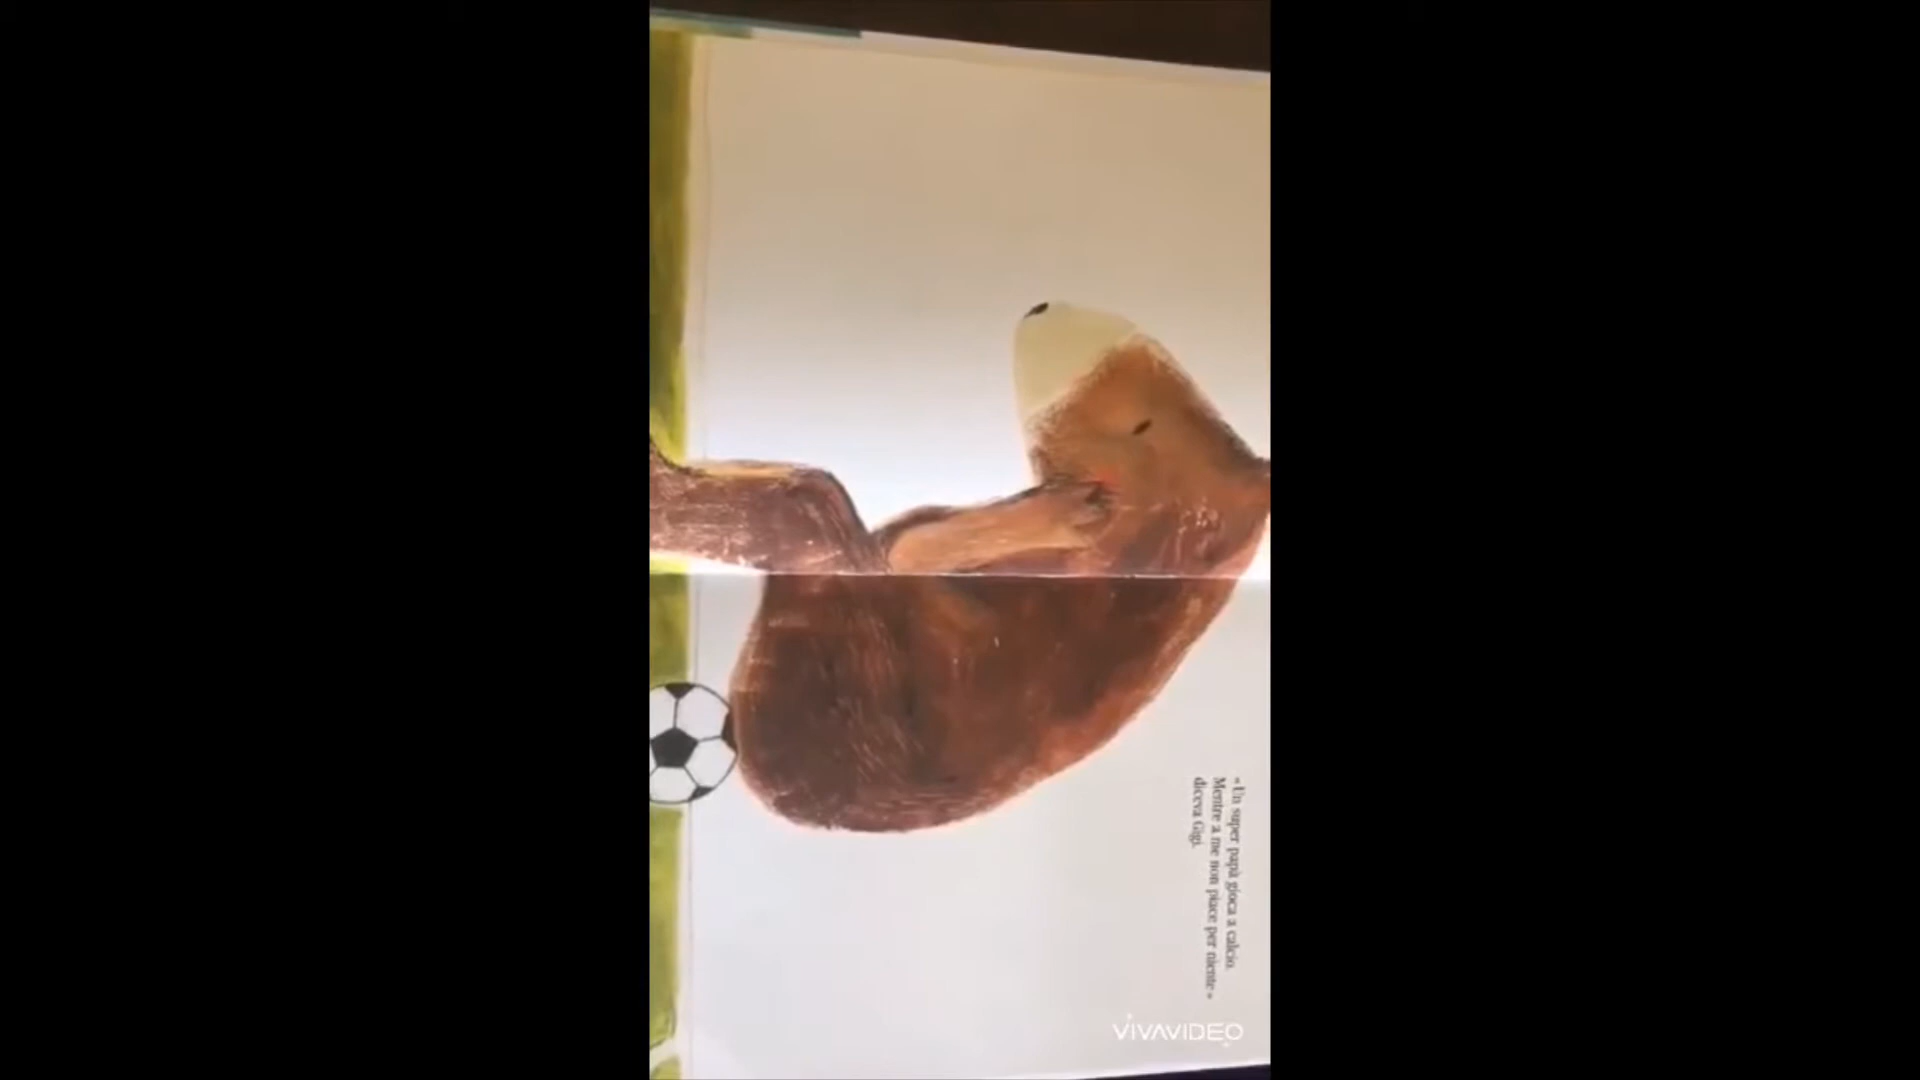 « Un super papà gioca a calcio.
Mentre a me non piace per niente »
diceva Gigi.
VIVAVIDEO